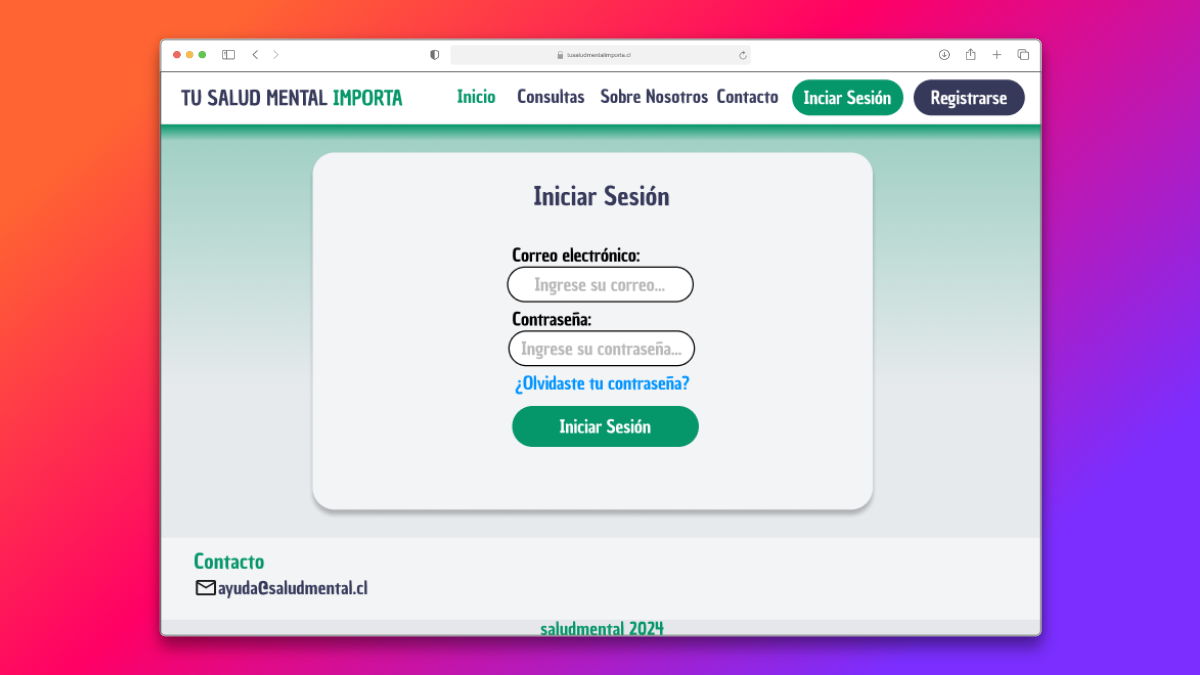 tusaludmentalimporta.cl
TU SALUD MENTAL IMPORTA
Inicio
Consultas
Sobre Nosotros
Contacto
Inciar Sesión
Registrarse
Iniciar Sesión
Correo electrónico:
Ingrese su correo...
Contraseña:
Ingrese su contraseña...
¿Olvidaste tu contraseña?
Iniciar Sesión
Contacto
ayuda@saludmental.cl
saludmental 2024